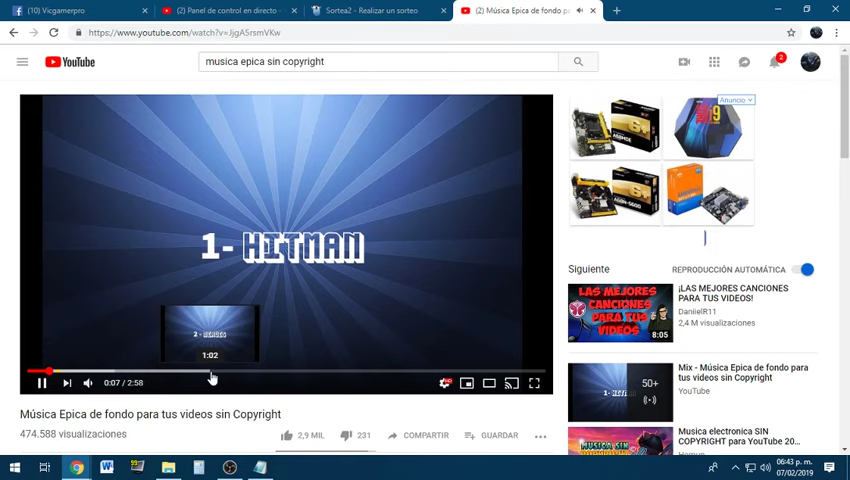 (10) Vicgamerpro
(2) Panel de control en directo -
Sortea2 - Realizar un sorteo
(2) Música Epica de fondo p
https://www.youtube.com/watch?v=JjgA5rsmVKw
YouTube
musica epica sin copyright
2
1- HITMAN
1:02
0:07 / 2:58
HD
Música Epica de fondo para tus videos sin Copyright
474.588 visualizaciones
2,9 MIL
231
COMPARTIR
GUARDAR
Anuncio
Siguiente
REPRODUCCIÓN AUTOMÁTICA
LAS MEJORES
CANCIONES
PARA TUS
VIDEOS!
8:05
¡LAS MEJORES CANCIONES
PARA TUS VIDEOS!
DaniielR11
2,4 M visualizaciones
50+
Mix - Música Epica de fondo para
tus videos sin Copyright
YouTube
Musica electronica SIN
COPYRIGHT para YouTube 20...
06:43 p. m.
07/02/2019